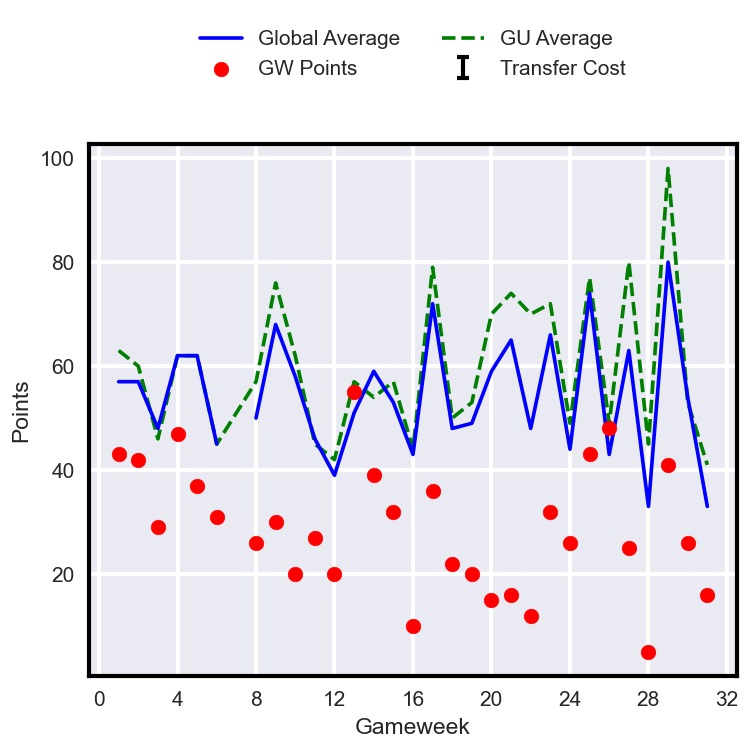 Global Average GU Average
GW Points Transfer Cost
100
80
60
40
20
Points
0 4 8 12 16 20 24 28 32
Gameweek